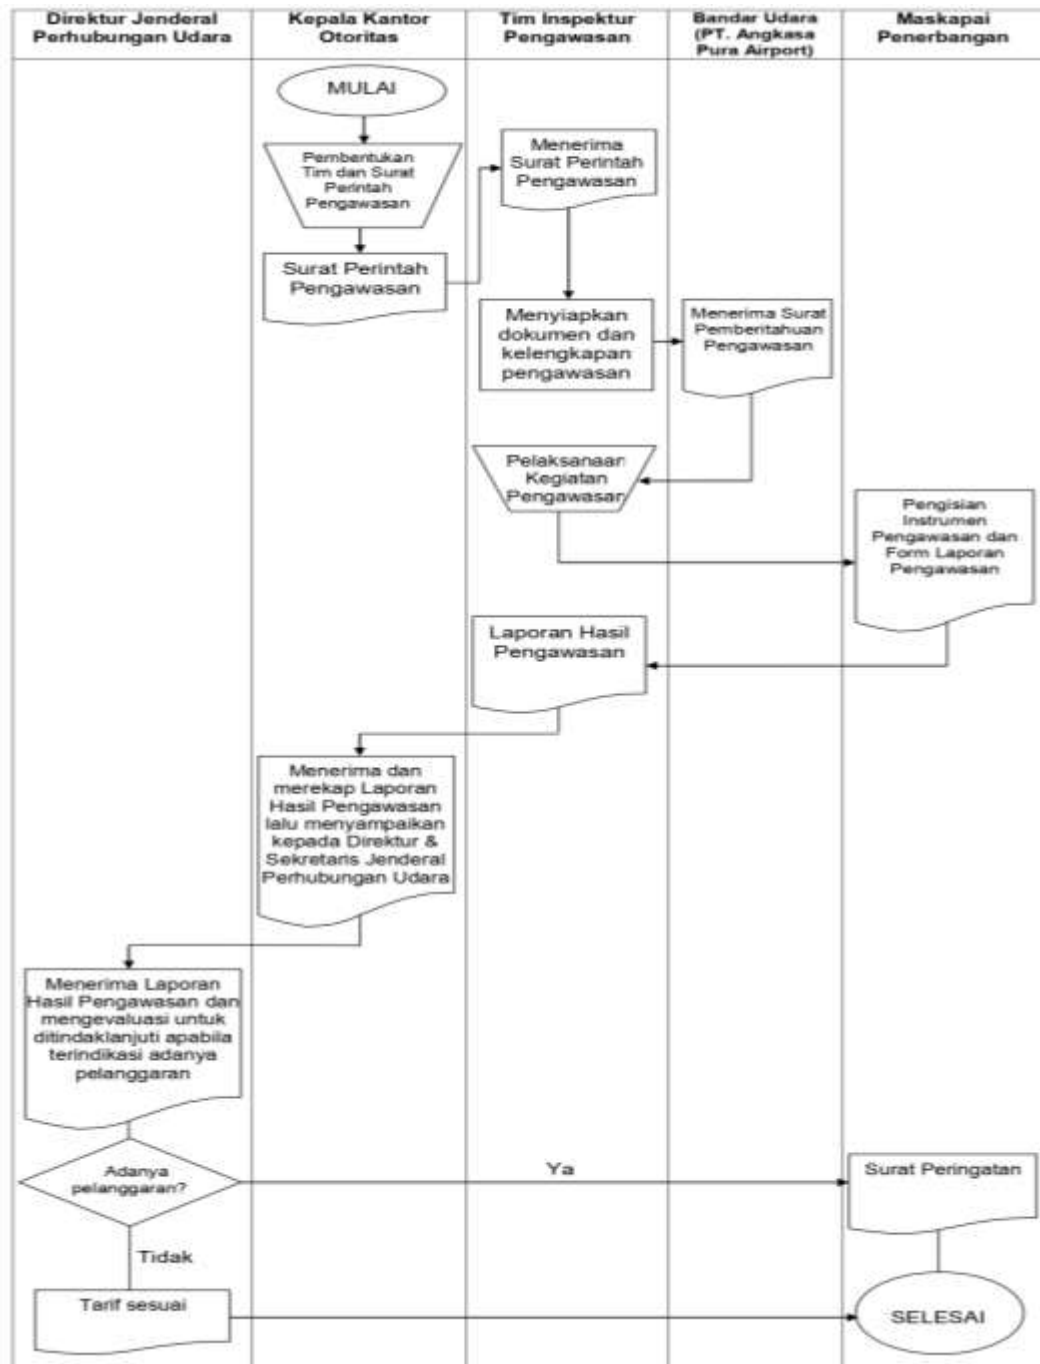 Direktur Jenderal
Perhubungan Udara
Kepala Kantor
Otoritas
Tim Inspektur
Pengawasan
Bandar Udara
(PT. Angkasa
Pura Airport)
Maskapai
Penerbangan
MULAI
Pembentukan
Tim dan Surat
Perintah
Pengawasan
Menerima
Surat Perintah
Pengawasan
Surat Perintah
Pengawasan
Menyiapkan
dokumen dan
kelengkapan
pengawasan
Menerima Surat
Pemberitahuan
Pengawasan
Pelaksanaan
Kegiatan
Pengawasan
Pengisian
Instrumen
Pengawasan dan
Form Laporan
Pengawasan
Laporan Hasil
Pengawasan
Menerima dan
merekap Laporan
Hasil Pengawasan
lalu menyampaikan
kepada Direktur &
Sekretaris Jenderal
Perhubungan Udara
Menerima Laporan
Hasil Pengawasan dan
mengevaluasi untuk
ditindaklanjuti apabila
terindikasi adanya
pelanggaran
Adanya
pelanggaran?
Ya
Surat Peringatan
Tidak
Tarif sesuai
SELESAI